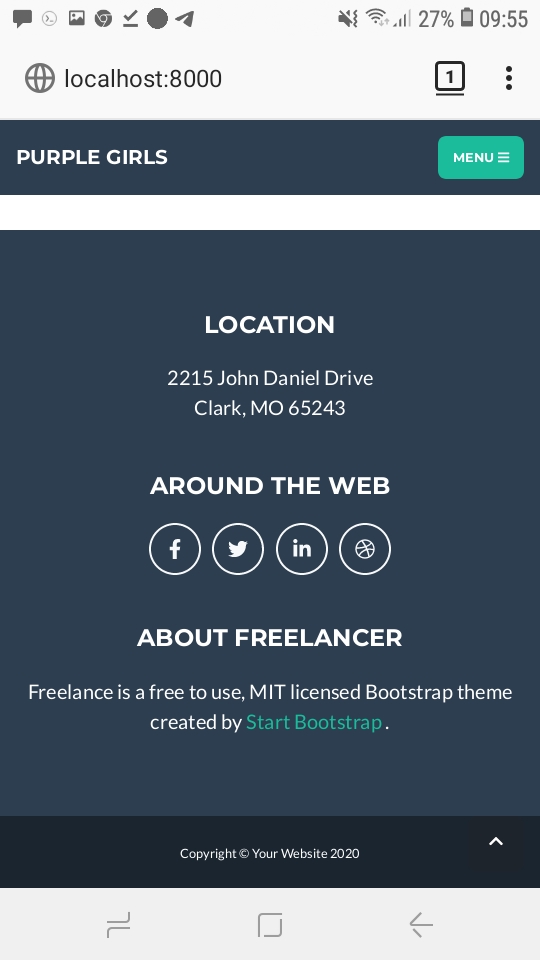 27% 09:55
localhost:8000
1
PURPLE GIRLS
MENU
LOCATION
2215 John Daniel Drive
Clark, MO 65243
AROUND THE WEB
ABOUT FREELANCER
Freelance is a free to use, MIT licensed Bootstrap theme
created by Start Bootstrap .
Copyright © Your Website 2020